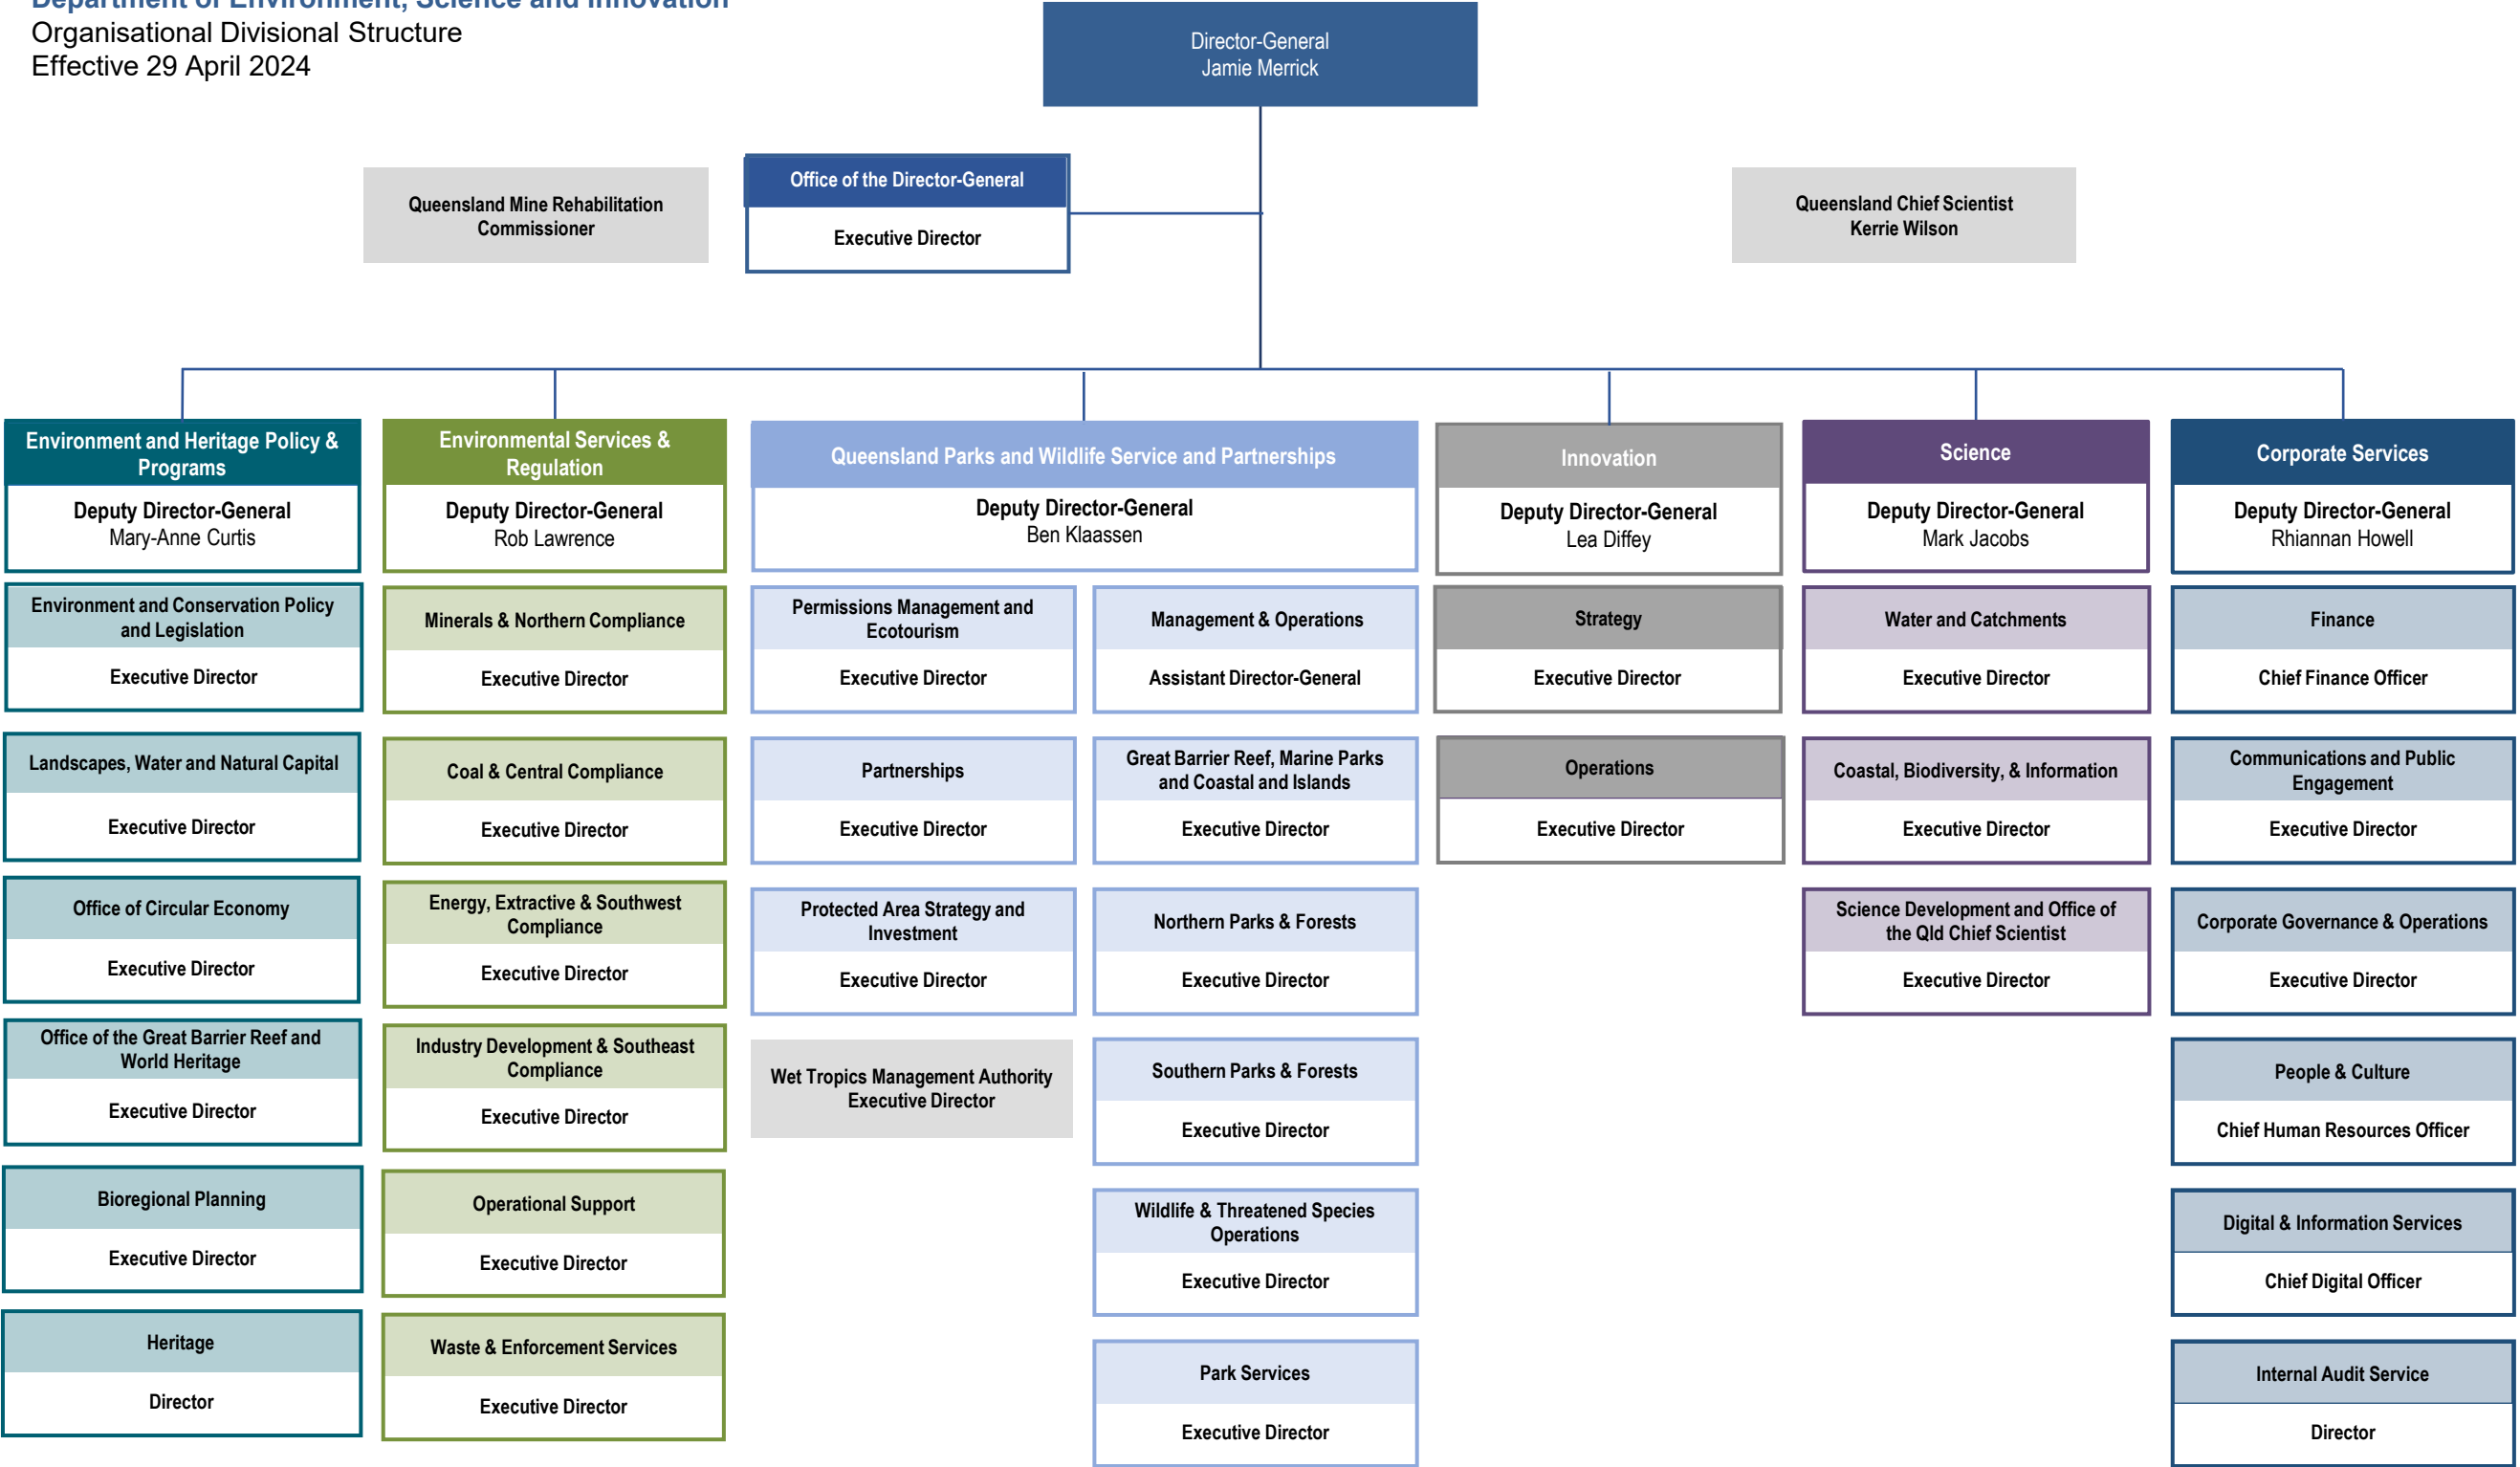 Department of Environment, Science and Innovation
Organisational Divisional Structure
Effective 29 April 2024
Director-General
Jamie Merrick
Queensland Mine Rehabilitation
Commissioner
Office of the Director-General
Executive Director
Queensland Chief Scientist
Kerrie Wilson
Environment and Heritage Policy &
Programs
Deputy Director-General
Mary-Anne Curtis
Environment and Conservation Policy
and Legislation
Executive Director
Landscapes, Water and Natural Capital
Executive Director
Office of Circular Economy
Executive Director
Office of the Great Barrier Reef and
World Heritage
Executive Director
Bioregional Planning
Executive Director
Heritage
Director
Environmental Services &
Regulation
Deputy Director-General
Rob Lawrence
Minerals & Northern Compliance
Executive Director
Coal & Central Compliance
Executive Director
Energy, Extractive & Southwest
Compliance
Executive Director
Industry Development & Southeast
Compliance
Executive Director
Operational Support
Executive Director
Waste & Enforcement Services
Executive Director
Queensland Parks and Wildlife Service and Partnerships
Deputy Director-General
Ben Klaassen
Permissions Management and
Ecotourism
Executive Director
Partnerships
Executive Director
Protected Area Strategy and
Investment
Executive Director
Wet Tropics Management Authority
Executive Director
Management & Operations
Assistant Director-General
Great Barrier Reef, Marine Parks
and Coastal and Islands
Executive Director
Northern Parks & Forests
Executive Director
Southern Parks & Forests
Executive Director
Wildlife & Threatened Species
Operations
Executive Director
Park Services
Executive Director
Innovation
Deputy Director-General
Lea Diffey
Strategy
Executive Director
Operations
Executive Director
Science
Deputy Director-General
Mark Jacobs
Water and Catchments
Executive Director
Coastal, Biodiversity, & Information
Executive Director
Science Development and Office of
the Qld Chief Scientist
Executive Director
Corporate Services
Deputy Director-General
Rhiannan Howell
Finance
Chief Finance Officer
Communications and Public
Engagement
Executive Director
Corporate Governance & Operations
Executive Director
People & Culture
Chief Human Resources Officer
Digital & Information Services
Chief Digital Officer
Internal Audit Service
Director